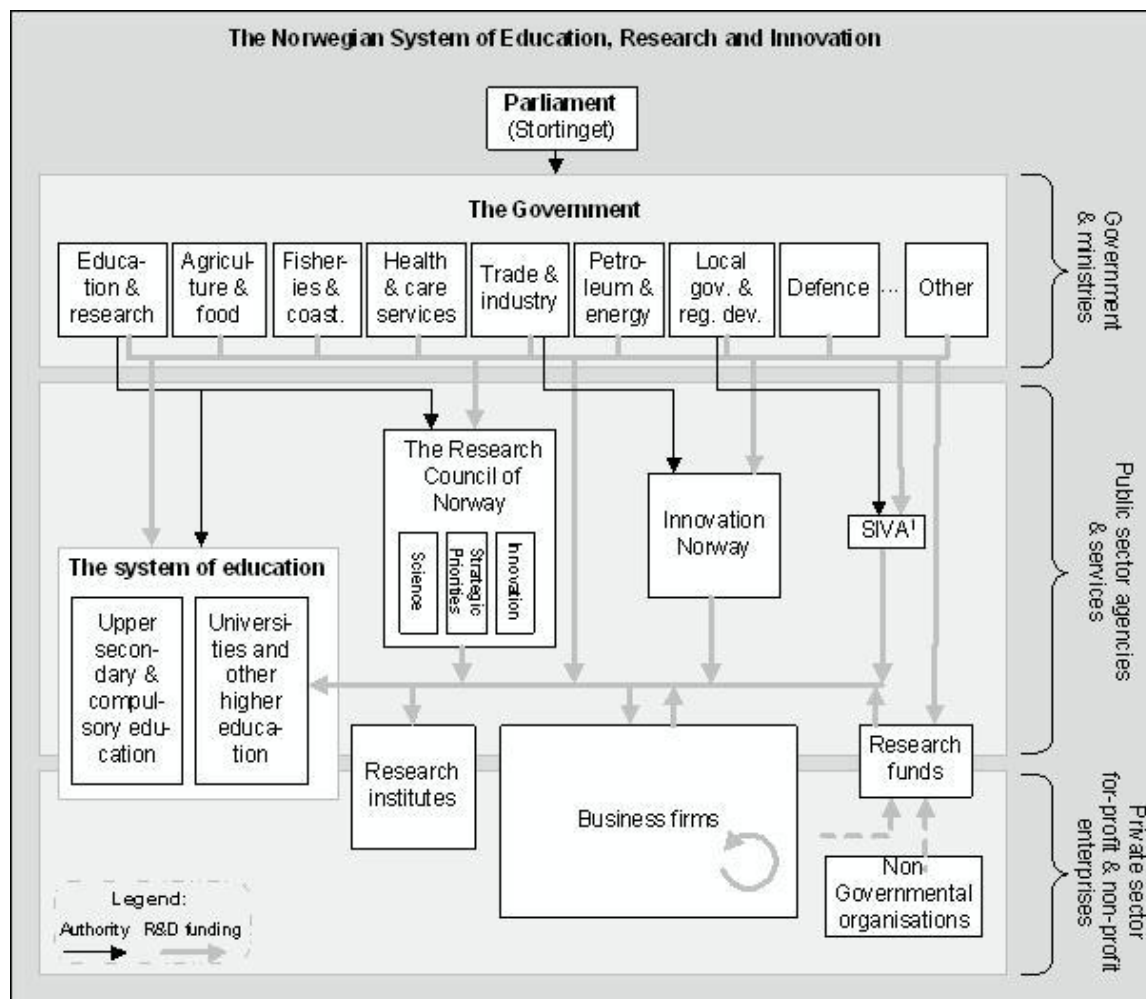 The Norwegian System of Education, Research and Innovation
Parliament
(Stortinget)
The Government
Educa-
tion &
research
Agricul-
ture &
food
Fisher-
ies &
coast.
Health
& care
services
Trade &
industry
Petro-
leum &
energy
Local
gov. &
reg. dev.
Defence
...
Other
Government
& ministries
The Research
Council of
Norway
Science
Strategic
Priorities
Innovation
Innovation
Norway
SIVA¹
Public sector agencies
& services
The system of education
Upper
secon-
dary &
compul-
sory edu-
cation
Universi-
ties and
other
higher
educa-
tion
Research
institutes
Business firms
Research
funds
Non
Governmental
organisations
Private sector
for-profit & non-profit
enterprises
Legend:
Authority
R&D funding